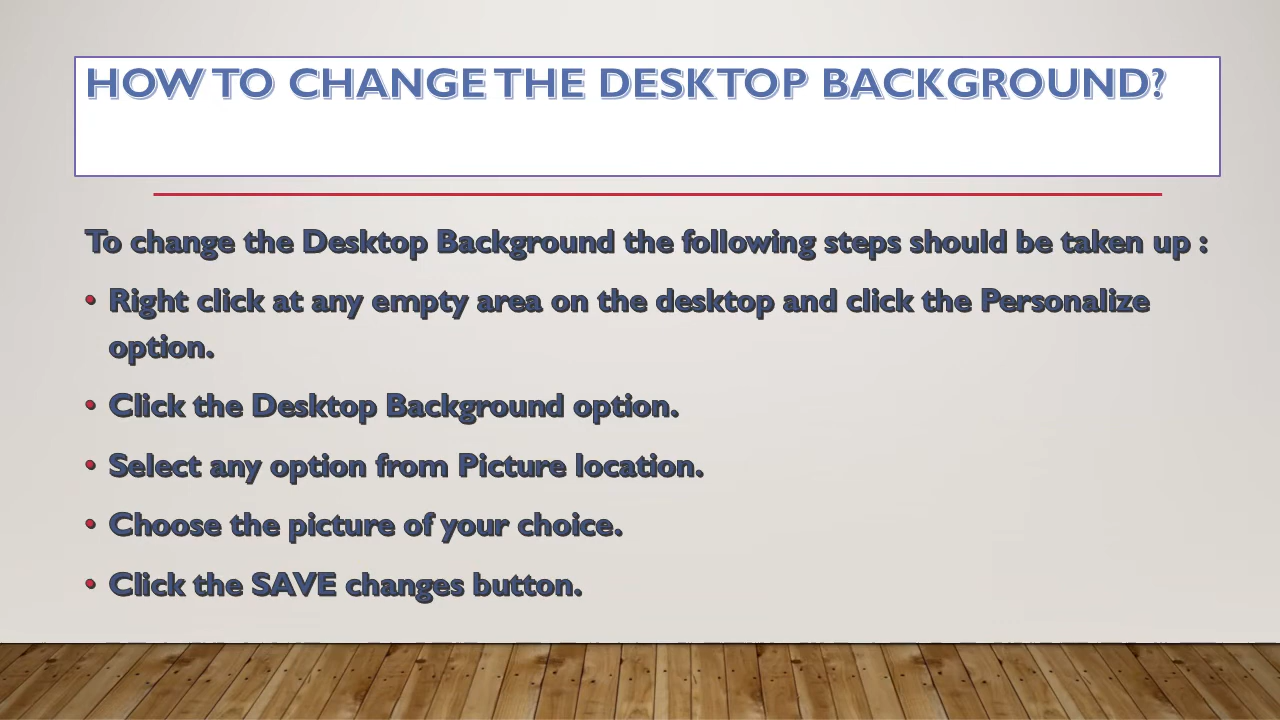 HOW TO CHANGE THE DESKTOP BACKGROUND?
To change the Desktop Background the following steps should be taken up :
• Right click at any empty area on the desktop and click the Personalize
option.
• Click the Desktop Background option.
• Select any option from Picture location.
• Choose the picture of your choice.
• Click the SAVE changes button.